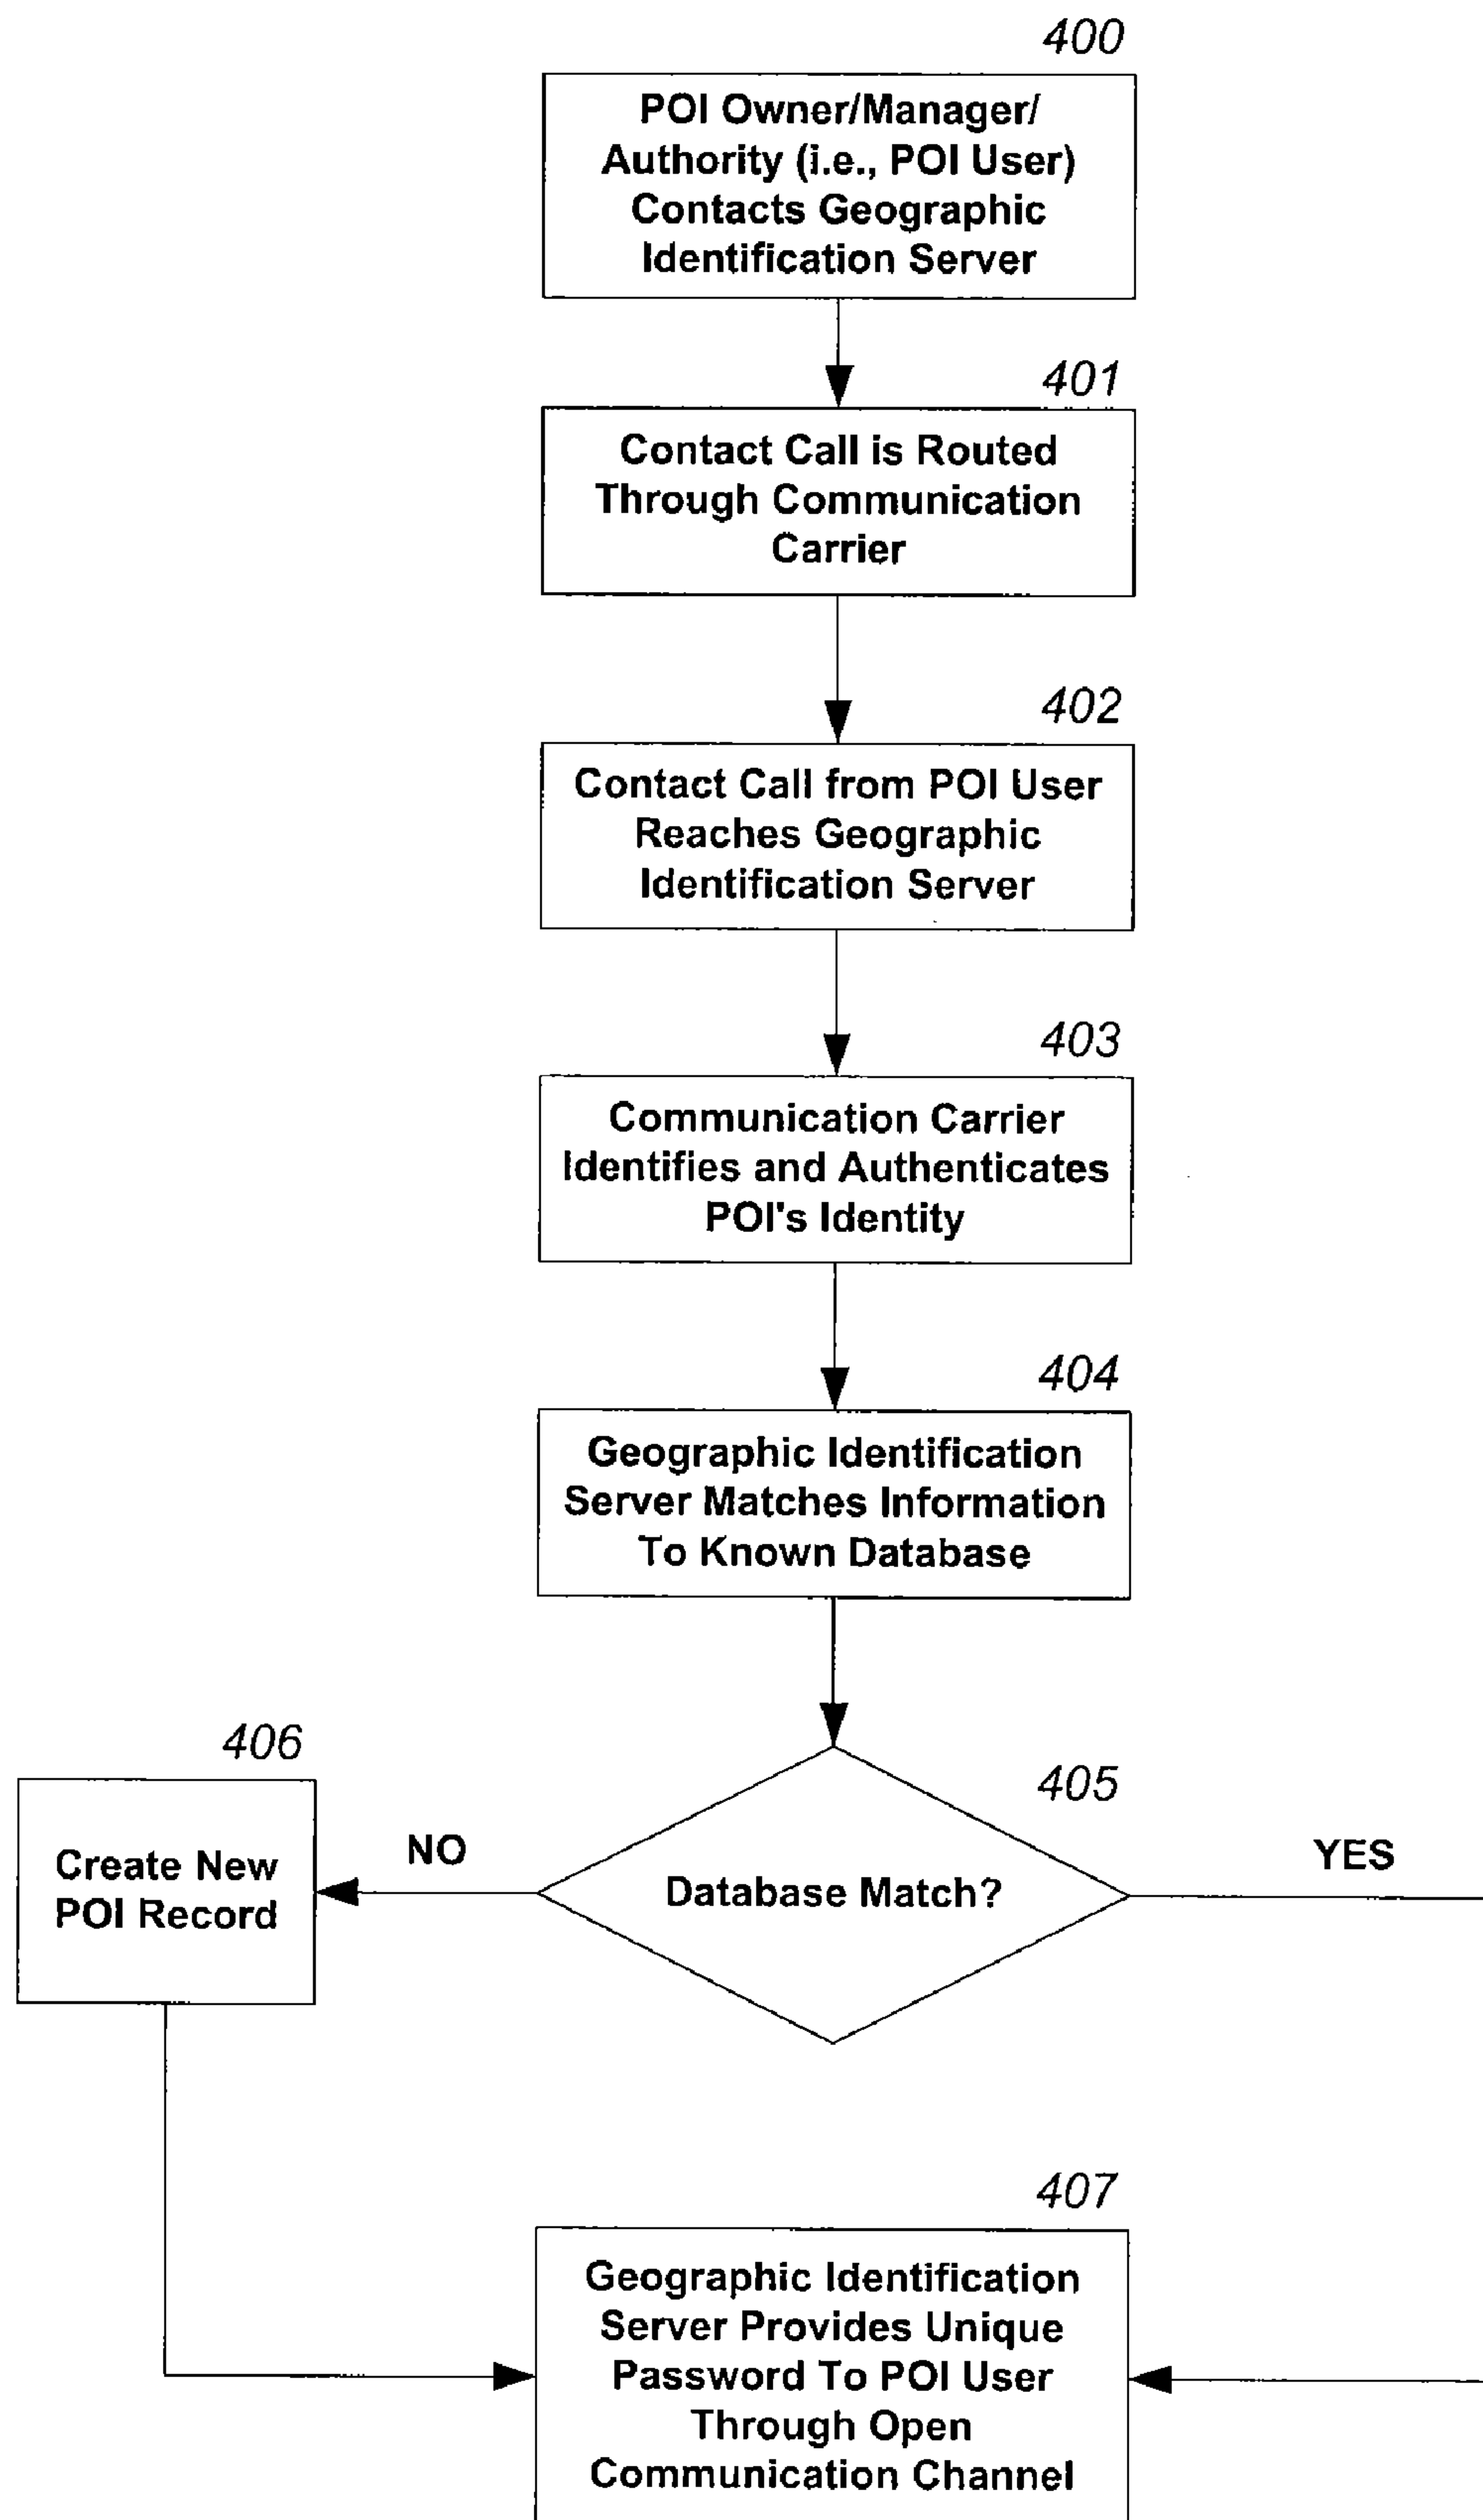 400
POI Owner/Manager/
Authority (i.e., POI User)
Contacts Geographic
Identification Server
401
Contact Call is Routed
Through Communication
Carrier
402
Contact Call from POI User
Reaches Geographic
Identification Server
403
Communication Carrier
Identifies and Authenticates
POI's Identity
404
Geographic Identification
Server Matches Information
To Known Database
405
Database Match?
NO
YES
406
Create New
POI Record
407
Geographic Identification
Server Provides Unique
Password To POI User
Through Open
Communication Channel